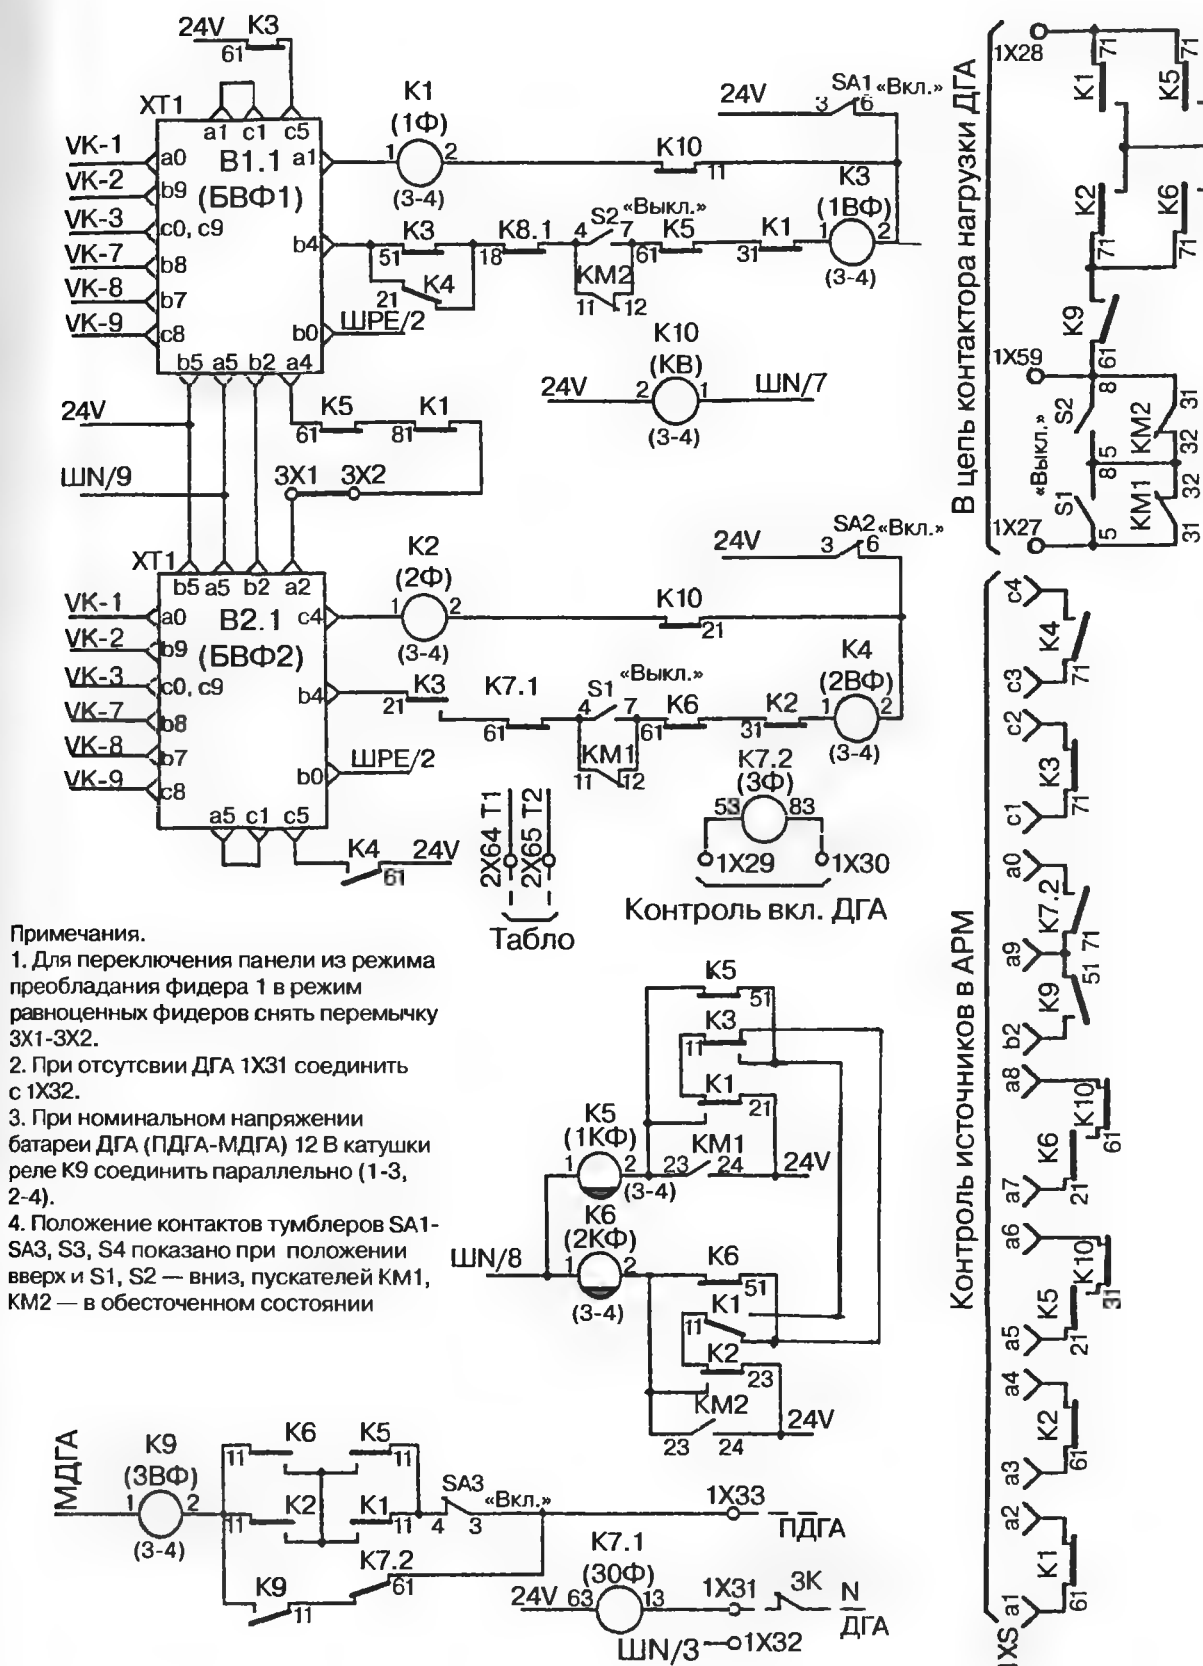 24V K3
61
XT1
a1 c1 c5
VK-1
VK-2
VK-3
VK-7
VK-8
VK-9
a0
b9
c0, c9
b8
b7
c8
В1.1
(БВФ1)
a1
b4
b0
b5 a5 b2 a4
K1
(1Ф)
1 2
(3-4)
K10
11
24V
SA1 «Вкл.»
3 6
K3
(1ВФ)
1 2
(3-4)
K3
51
K4
21
K8.1
18
S2 «Выкл.»
4 7
KM2
11 12
K5
61
K1
31
ШРЕ/2
K10
(КВ)
24V 2 1 ШN/7
(3-4)
24V
ШN/9
K5
61
K1
81
3X1 3X2
XT1
b5 a5 b2 a2
VK-1
VK-2
VK-3
VK-7
VK-8
VK-9
a0
b9
c0, c9
b8
b7
c8
В2.1
(БВФ2)
c4
b4
b0
a5 c1 c5
K2
(2Ф)
1 2
(3-4)
K10
21
24V
SA2 «Вкл.»
3 6
K4
(2ВФ)
1 2
(3-4)
K3
21
K7.1
61
S1 «Выкл.»
4 7
KM1
11 12
K6
61
K2
31
ШРЕ/2
K4 24V
61
2X64 T1
2X65 T2
Табло
K7.2
(3Ф)
53 83
1X29 1X30
Контроль вкл. ДГА
Примечания.
1. Для переключения панели из режима
преобладания фидера 1 в режим
равноценных фидеров снять перемычку
3X1-3X2.
2. При отсутсвии ДГА 1X31 соединить
с 1X32.
3. При номинальном напряжении
батареи ДГА (ПДГА-МДГА) 12 В катушки
реле К9 соединить параллельно (1-3,
2-4).
4. Положение контактов тумблеров SA1-
SA3, S3, S4 показано при положении
вверх и S1, S2 — вниз, пускателей КМ1,
КМ2 — в обесточенном состоянии
K5
51
K3
11
K1
21
K5
(1КФ)
1 2
(3-4)
KM1
23 24 24V
K6
(2КФ)
ШN/8 1 2
(3-4)
K6
51
K1
11
K2
23
KM2
23 24
24V
МДГА
K9
(3ВФ)
1 2
(3-4)
K6
11
K5
11
K2
11
K1
11
SA3 «Вкл.»
4 3
K7.2
61
K9
11
1X33
ПДГА
K7.1
(30Ф)
24V 63 13
1X31 3K N
ДГА
ШN/3 1X32
В цепь контактора нагрузки ДГА
1X28
K1
71
K5
71
K2
71
K6
71
K9
61
1X59
8
S2
5
KM2
31
32
«Выкл.»
8
S1
5
KM1
32
31
1X27
Контроль источников в АРМ
c4
K4
c3
71
c2
K3
c1
71
a0
K7.2
71
a9
51
K9
b2
a8
K10
61
K6
a7
21
a6
K10
31
K5
a5
21
a4
K2
a3
61
a2
K1
a1
61
1XS